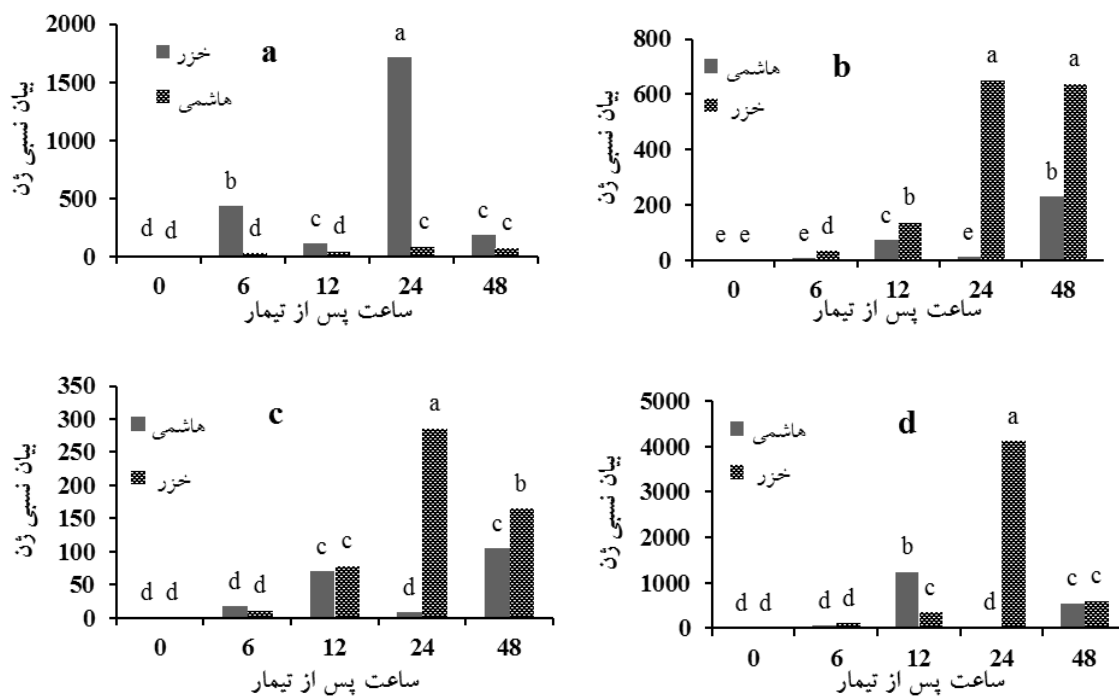 a
خزر
هاشمی
بیان نسبی ژن
2000
1500
1000
500
0
d d b d c d a c c c
0 6 12 24 48
ساعت پس از تیمار
b
هاشمی
خزر
بیان نسبی ژن
800
600
400
200
0
e e e d c b e a b a
0 6 12 24 48
ساعت پس از تیمار
c
هاشمی
خزر
بیان نسبی ژن
350
300
250
200
150
100
50
0
d d d d c c d a c b
0 6 12 24 48
ساعت پس از تیمار
d
هاشمی
خزر
بیان نسبی ژن
5000
4000
3000
2000
1000
0
d d d d b c d a c c
0 6 12 24 48
ساعت پس از تیمار